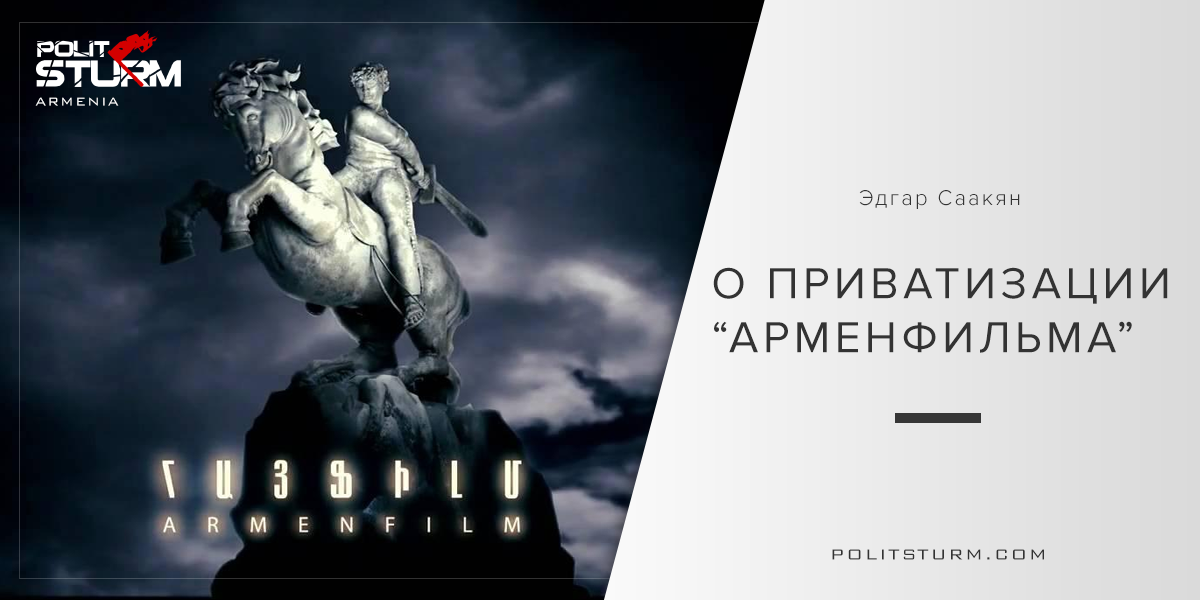 POLIT
STURM
ARMENIA
ՀԱՅՖԻԼՄ
ARMENFILM
Эдгар Саакян
О ПРИВАТИЗАЦИИ
“АРМЕНФИЛЬМА”
POLITSTURM.COM